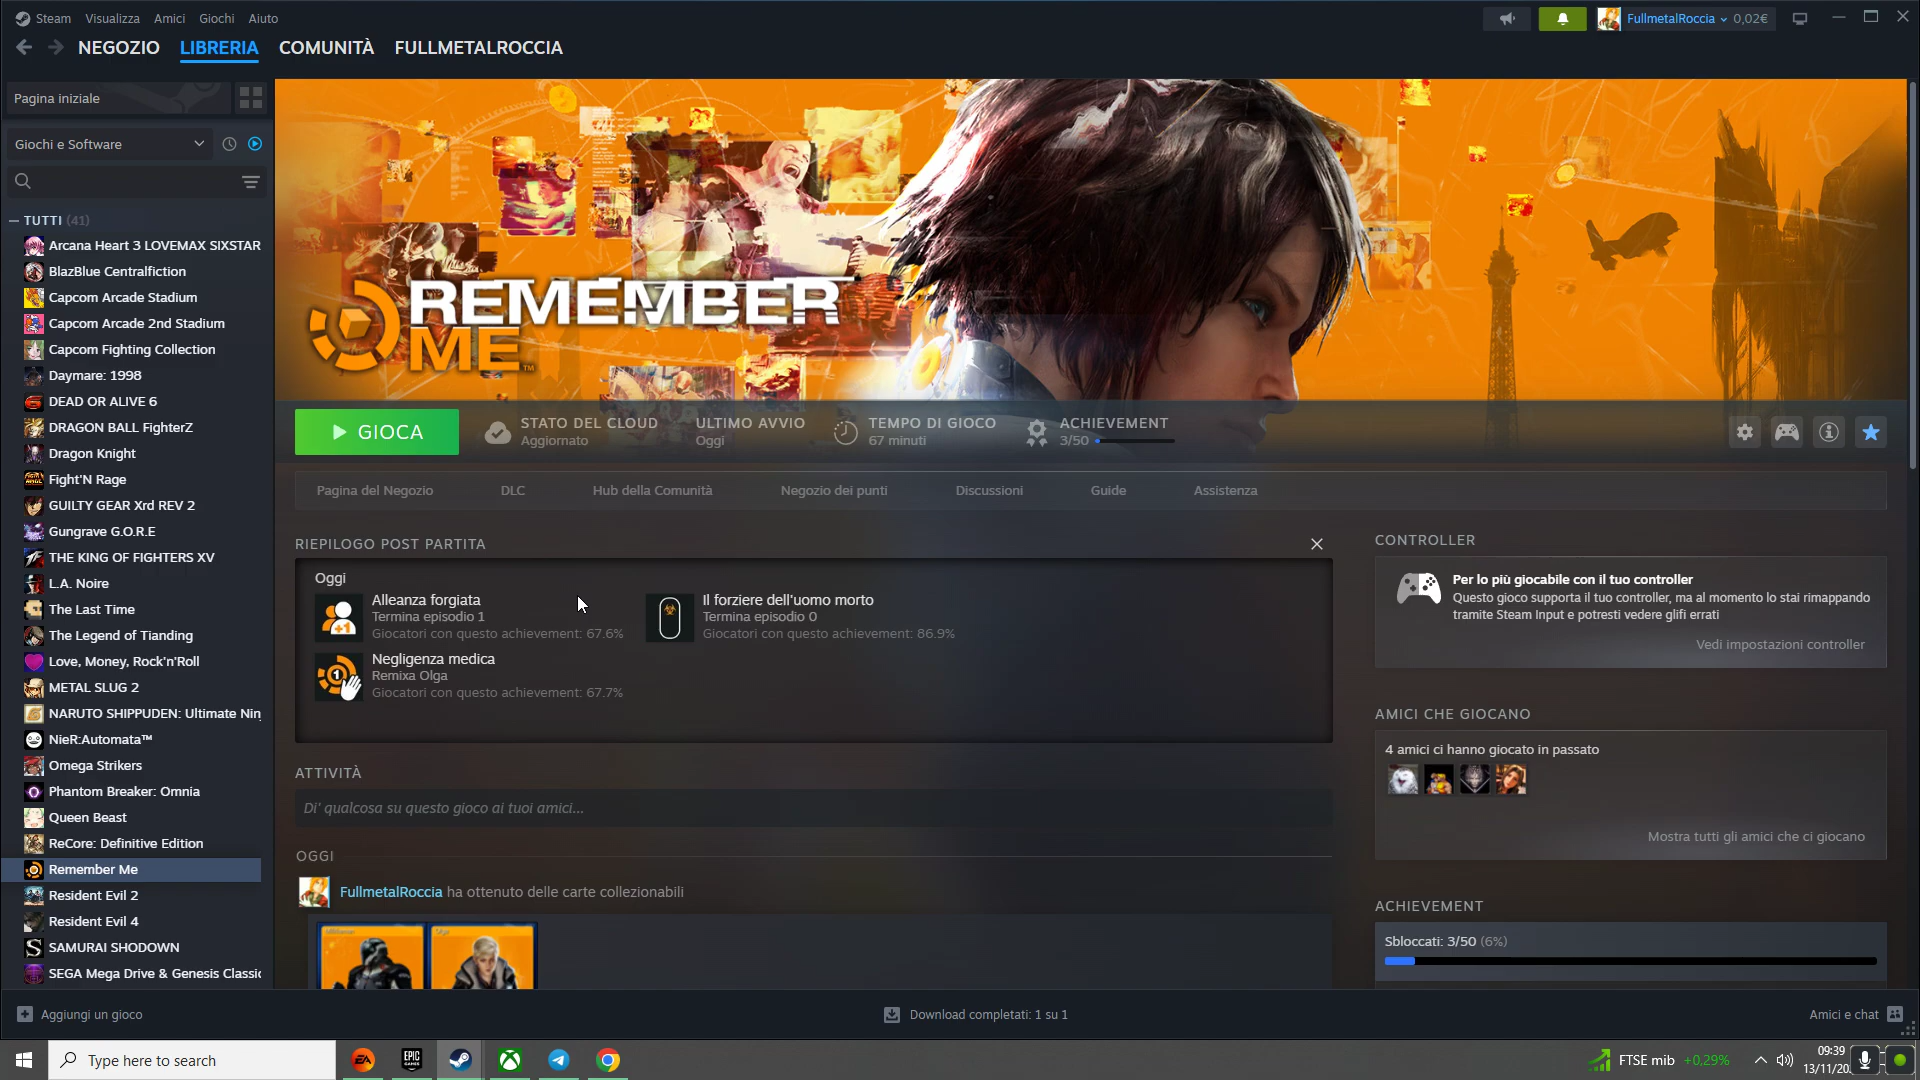 Steam Visualizza Amici Giochi Aiuto
FullmetalRoccia 0,02€
NEGOZIO LIBRERIA COMUNITÀ FULLMETALROCCIA
Pagina iniziale
Giochi e Software
TUTTI (41)
Arcana Heart 3 LOVEMAX SIXSTAR
BlazBlue Centralfiction
Capcom Arcade Stadium
Capcom Arcade 2nd Stadium
Capcom Fighting Collection
Daymare: 1998
DEAD OR ALIVE 6
DRAGON BALL FighterZ
Dragon Knight
Fight'N Rage
GUILTY GEAR Xrd REV 2
Gungrave G.O.R.E
THE KING OF FIGHTERS XV
L.A. Noire
The Last Time
The Legend of Tianding
Love, Money, Rock'n'Roll
METAL SLUG 2
NARUTO SHIPPUDEN: Ultimate Nin
NieR:Automata™
Omega Strikers
Phantom Breaker: Omnia
Queen Beast
ReCore: Definitive Edition
Remember Me
Resident Evil 2
Resident Evil 4
SAMURAI SHODOWN
SEGA Mega Drive & Genesis Classic
REMEMBER
ME™
GIOCA
STATO DEL CLOUD
Aggiornato
ULTIMO AVVIO
Oggi
TEMPO DI GIOCO
67 minuti
ACHIEVEMENT
3/50
Pagina del Negozio DLC Hub della Comunità Negozio dei punti Discussioni Guide Assistenza
RIEPILOGO POST PARTITA
Oggi
Alleanza forgiata
Termina episodio 1
Giocatori con questo achievement: 67.6%
Il forziere dell'uomo morto
Termina episodio 0
Giocatori con questo achievement: 86.9%
Negligenza medica
Remixa Olga
Giocatori con questo achievement: 67.7%
ATTIVITÀ
Di' qualcosa su questo gioco ai tuoi amici...
OGGI
FullmetalRoccia ha ottenuto delle carte collezionabili
CONTROLLER
Per lo più giocabile con il tuo controller
Questo gioco supporta il tuo controller, ma al momento lo stai rimappando
tramite Steam Input e potresti vedere glifi errati
Vedi impostazioni controller
AMICI CHE GIOCANO
4 amici ci hanno giocato in passato
Mostra tutti gli amici che ci giocano
ACHIEVEMENT
Sbloccati: 3/50 (6%)
Aggiungi un gioco
Download completati: 1 su 1
Amici e chat
Type here to search
EA
EPIC
GAMES
FTSE mib +0,29%
09:39
13/11/20